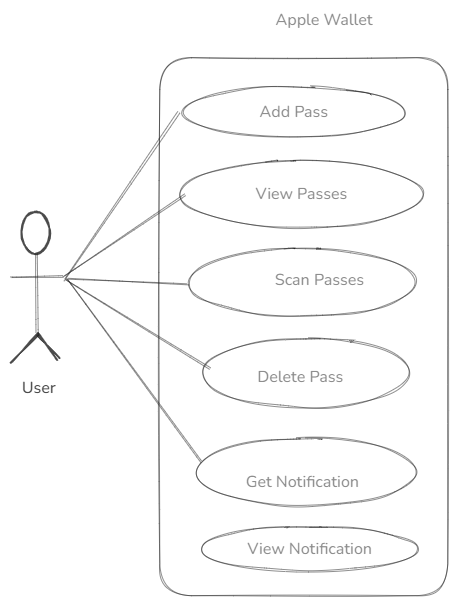 Apple Wallet
Add Pass
View Passes
Scan Passes
Delete Pass
User
Get Notification
View Notification